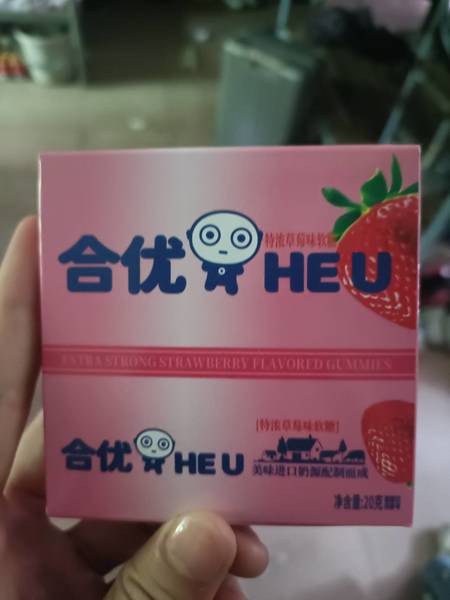 特浓草莓味软糖
合优 HEU
EXTRA STRONG STRAWBERRY FLAVORED GUMMIES
[特浓草莓味软糖]
合优 HEU
美味进口奶源配制而成
净含量:20克